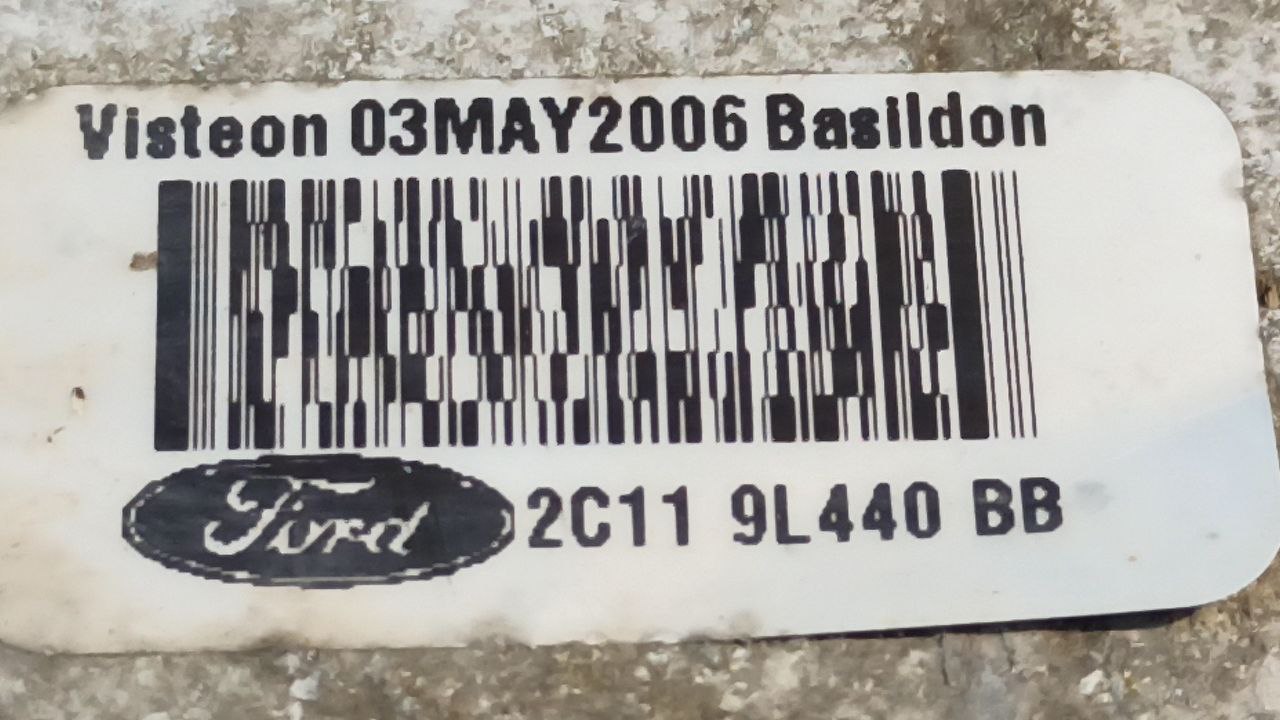 Visteon 03MAY2006 Basildon
Ford 2C11 9L440 BB